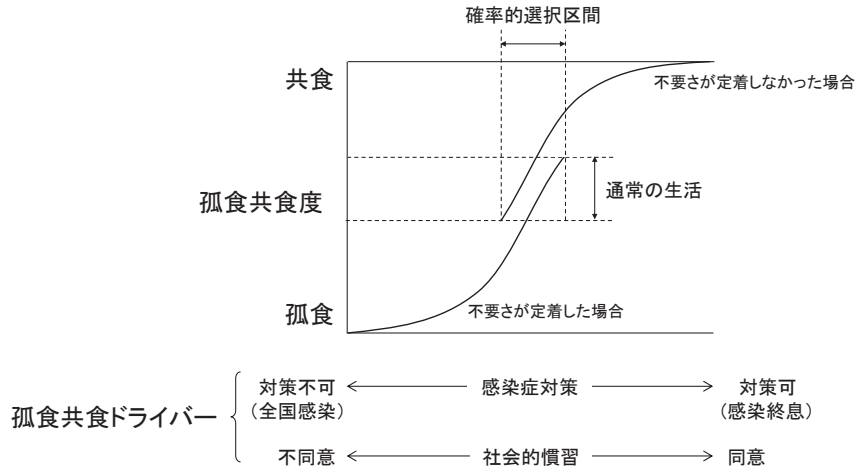 確率的選択区間
共食
不要さが定着しなかった場合
孤食共食度
通常の生活
孤食
不要さが定着した場合
孤食共食ドライバー
対策不可 感染症対策 対策可
(全国感染) (感染終息)
不同意 社会的慣習 同意